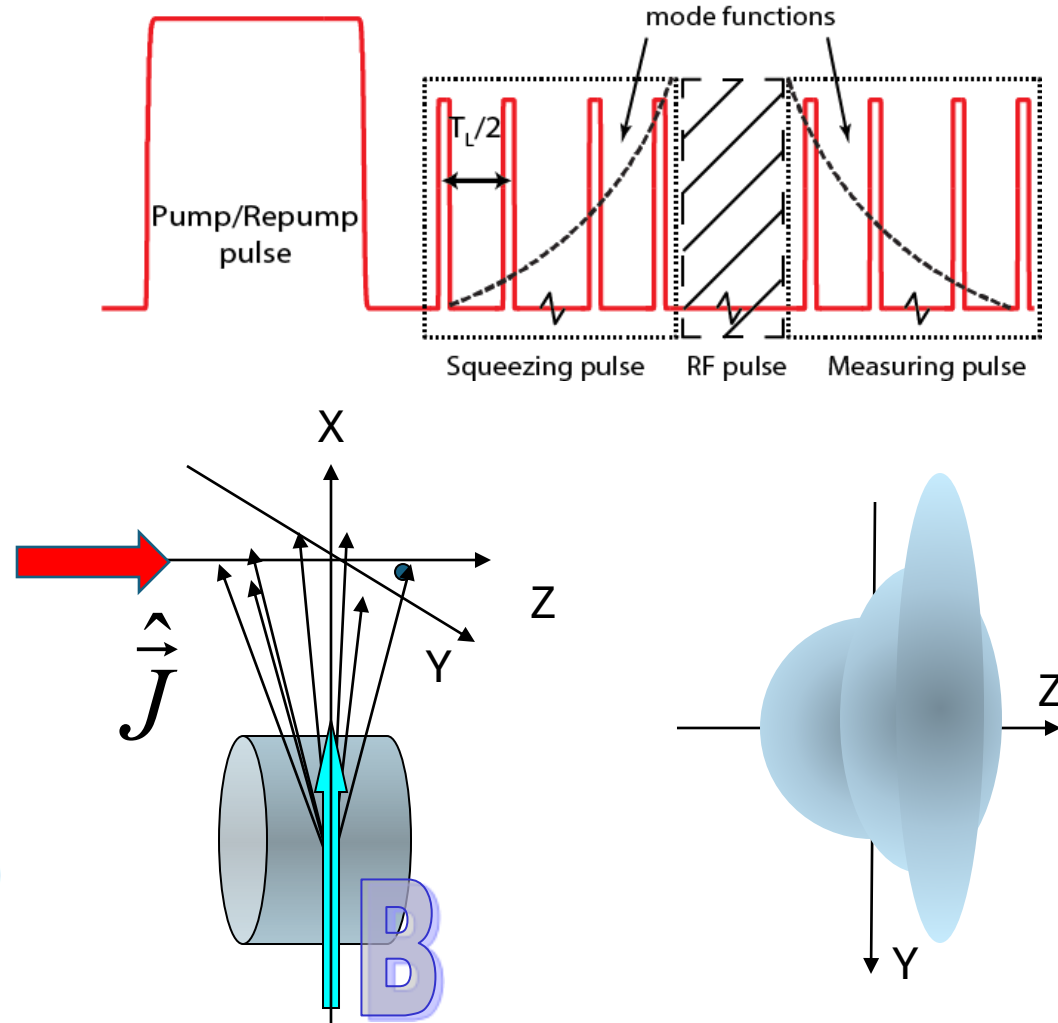 mode functions
T_L/2
Pump/Repump
pulse
Squeezing pulse
RF pulse
Measuring pulse
X
Z
Y
Ĵ
B
Z
Y